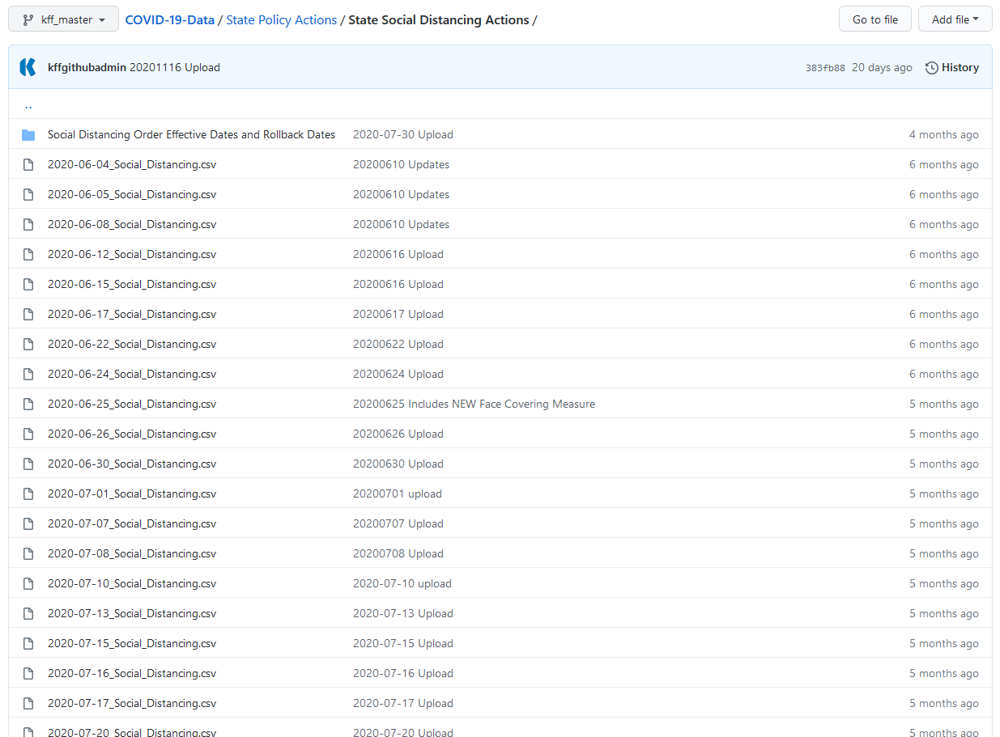 kff_master COVID-19-Data / State Policy Actions / State Social Distancing Actions / Go to file Add file
kffgithubadmin 20201116 Upload 383fb88 20 days ago History
..
Social Distancing Order Effective Dates and Rollback Dates 2020-07-30 Upload 4 months ago
2020-06-04_Social_Distancing.csv 20200610 Updates 6 months ago
2020-06-05_Social_Distancing.csv 20200610 Updates 6 months ago
2020-06-08_Social_Distancing.csv 20200610 Updates 6 months ago
2020-06-12_Social_Distancing.csv 20200616 Upload 6 months ago
2020-06-15_Social_Distancing.csv 20200616 Upload 6 months ago
2020-06-17_Social_Distancing.csv 20200617 Upload 6 months ago
2020-06-22_Social_Distancing.csv 20200622 Upload 6 months ago
2020-06-24_Social_Distancing.csv 20200624 Upload 6 months ago
2020-06-25_Social_Distancing.csv 20200625 Includes NEW Face Covering Measure 5 months ago
2020-06-26_Social_Distancing.csv 20200626 Upload 5 months ago
2020-06-30_Social_Distancing.csv 20200630 Upload 5 months ago
2020-07-01_Social_Distancing.csv 20200701 upload 5 months ago
2020-07-07_Social_Distancing.csv 20200707 Upload 5 months ago
2020-07-08_Social_Distancing.csv 20200708 Upload 5 months ago
2020-07-10_Social_Distancing.csv 2020-07-10 upload 5 months ago
2020-07-13_Social_Distancing.csv 2020-07-13 Upload 5 months ago
2020-07-15_Social_Distancing.csv 2020-07-15 Upload 5 months ago
2020-07-16_Social_Distancing.csv 2020-07-16 Upload 5 months ago
2020-07-17_Social_Distancing.csv 2020-07-17 Upload 5 months ago
2020-07-20_Social_Distancing.csv 2020-07-20 Upload 5 months ago